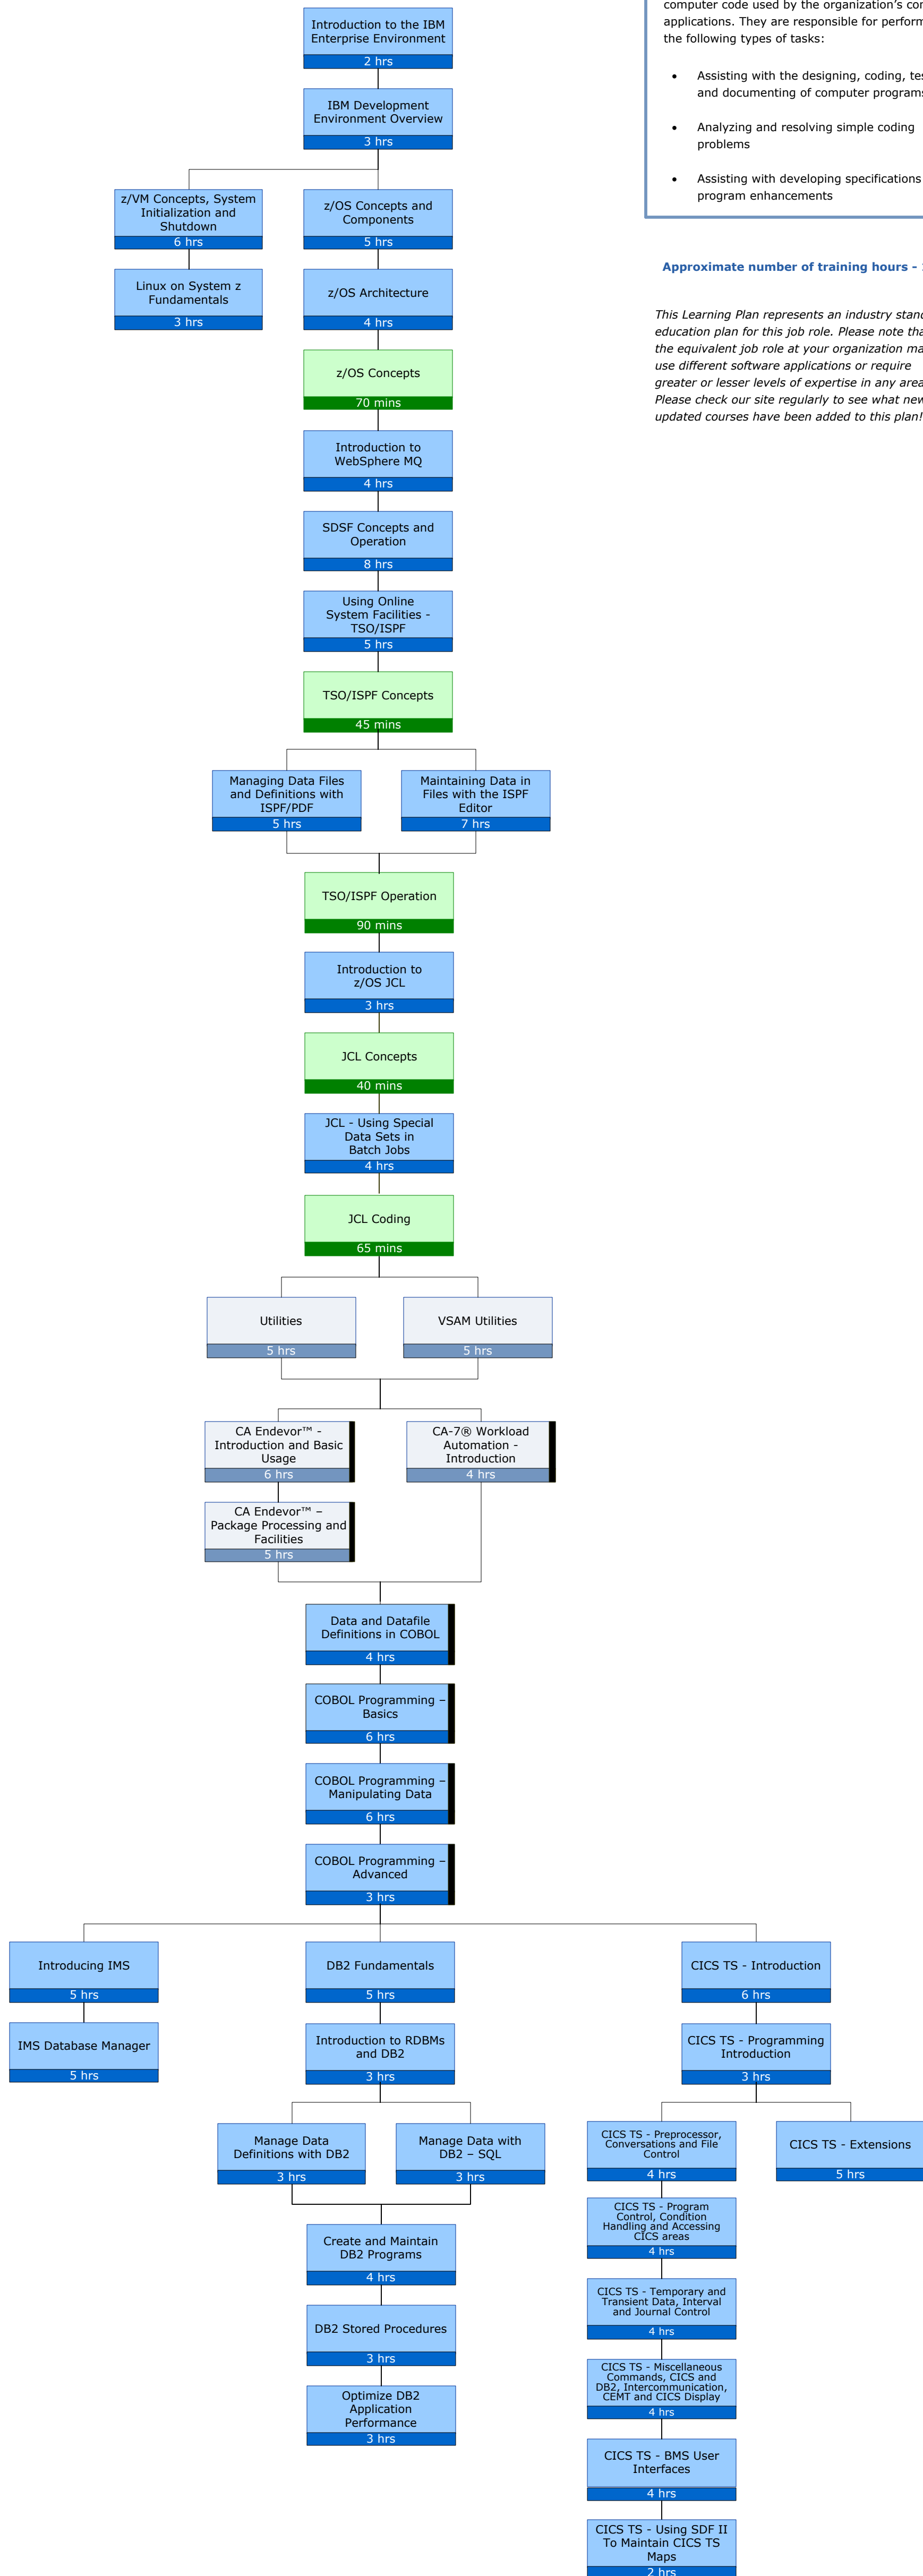 Introduction to the IBM
Enterprise Environment
2 hrs
IBM Development
Environment Overview
3 hrs
z/VM Concepts, System
Initialization and
Shutdown
6 hrs
Linux on System z
Fundamentals
3 hrs
z/OS Concepts and
Components
5 hrs
z/OS Architecture
4 hrs
z/OS Concepts
70 mins
Introduction to
WebSphere MQ
4 hrs
SDSF Concepts and
Operation
8 hrs
Using Online
System Facilities -
TSO/ISPF
5 hrs
TSO/ISPF Concepts
45 mins
Managing Data Files
and Definitions with
ISPF/PDF
5 hrs
Maintaining Data in
Files with the ISPF
Editor
7 hrs
TSO/ISPF Operation
90 mins
Introduction to
z/OS JCL
3 hrs
JCL Concepts
40 mins
JCL - Using Special
Data Sets in
Batch Jobs
4 hrs
JCL Coding
65 mins
Utilities
5 hrs
VSAM Utilities
5 hrs
CA Endevor™ -
Introduction and Basic
Usage
6 hrs
CA Endevor™ –
Package Processing and
Facilities
5 hrs
CA-7® Workload
Automation -
Introduction
4 hrs
Data and Datafile
Definitions in COBOL
4 hrs
COBOL Programming –
Basics
6 hrs
COBOL Programming –
Manipulating Data
6 hrs
COBOL Programming –
Advanced
3 hrs
Introducing IMS
5 hrs
IMS Database Manager
5 hrs
DB2 Fundamentals
5 hrs
Introduction to RDBMs
and DB2
3 hrs
Manage Data
Definitions with DB2
3 hrs
Manage Data with
DB2 – SQL
3 hrs
Create and Maintain
DB2 Programs
4 hrs
DB2 Stored Procedures
3 hrs
Optimize DB2
Application
Performance
3 hrs
CICS TS - Introduction
6 hrs
CICS TS - Programming
Introduction
3 hrs
CICS TS - Preprocessor,
Conversations and File
Control
4 hrs
CICS TS - Program
Control, Condition
Handling and Accessing
CICS areas
4 hrs
CICS TS - Temporary and
Transient Data, Interval
and Journal Control
4 hrs
CICS TS - Miscellaneous
Commands, CICS and
DB2, Intercommunication,
CEMT and CICS Display
4 hrs
CICS TS - BMS User
Interfaces
4 hrs
CICS TS - Using SDF II
To Maintain CICS TS
Maps
2 hrs
CICS TS - Extensions
5 hrs
computer code used by the organization's
applications. They are responsible for
the following types of tasks:
• Assisting with the designing, coding,
and documenting of computer
• Analyzing and resolving simple coding
problems
• Assisting with developing specifications
program enhancements
Approximate number of training hours -
This Learning Plan represents an industry
education plan for this job role. Please note
the equivalent job role at your organization
use different software applications or require
greater or lesser levels of expertise in any
Please check our site regularly to see what
updated courses have been added to this plan!